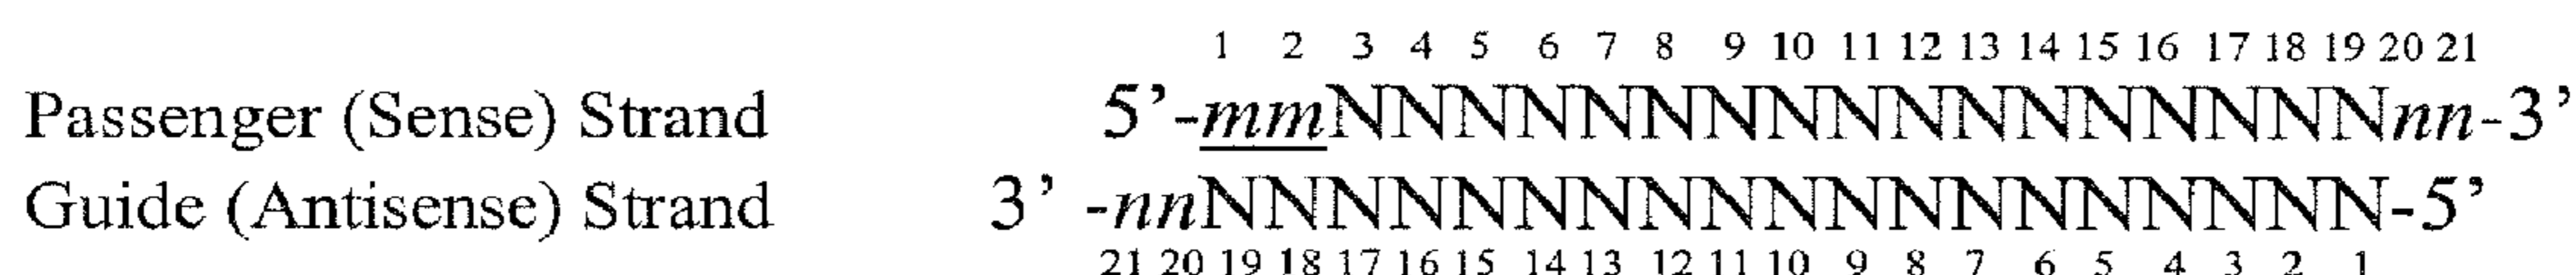 1 2 3 4 5 6 7 8 9 10 11 12 13 14 15 16 17 18 19 20 21
Passenger (Sense) Strand 5’-mmNNNNNNNNNNNNNNNNNnn-3’
Guide (Antisense) Strand 3’ -nnNNNNNNNNNNNNNNNNNNN-5’
21 20 19 18 17 16 15 14 13 12 11 10 9 8 7 6 5 4 3 2 1